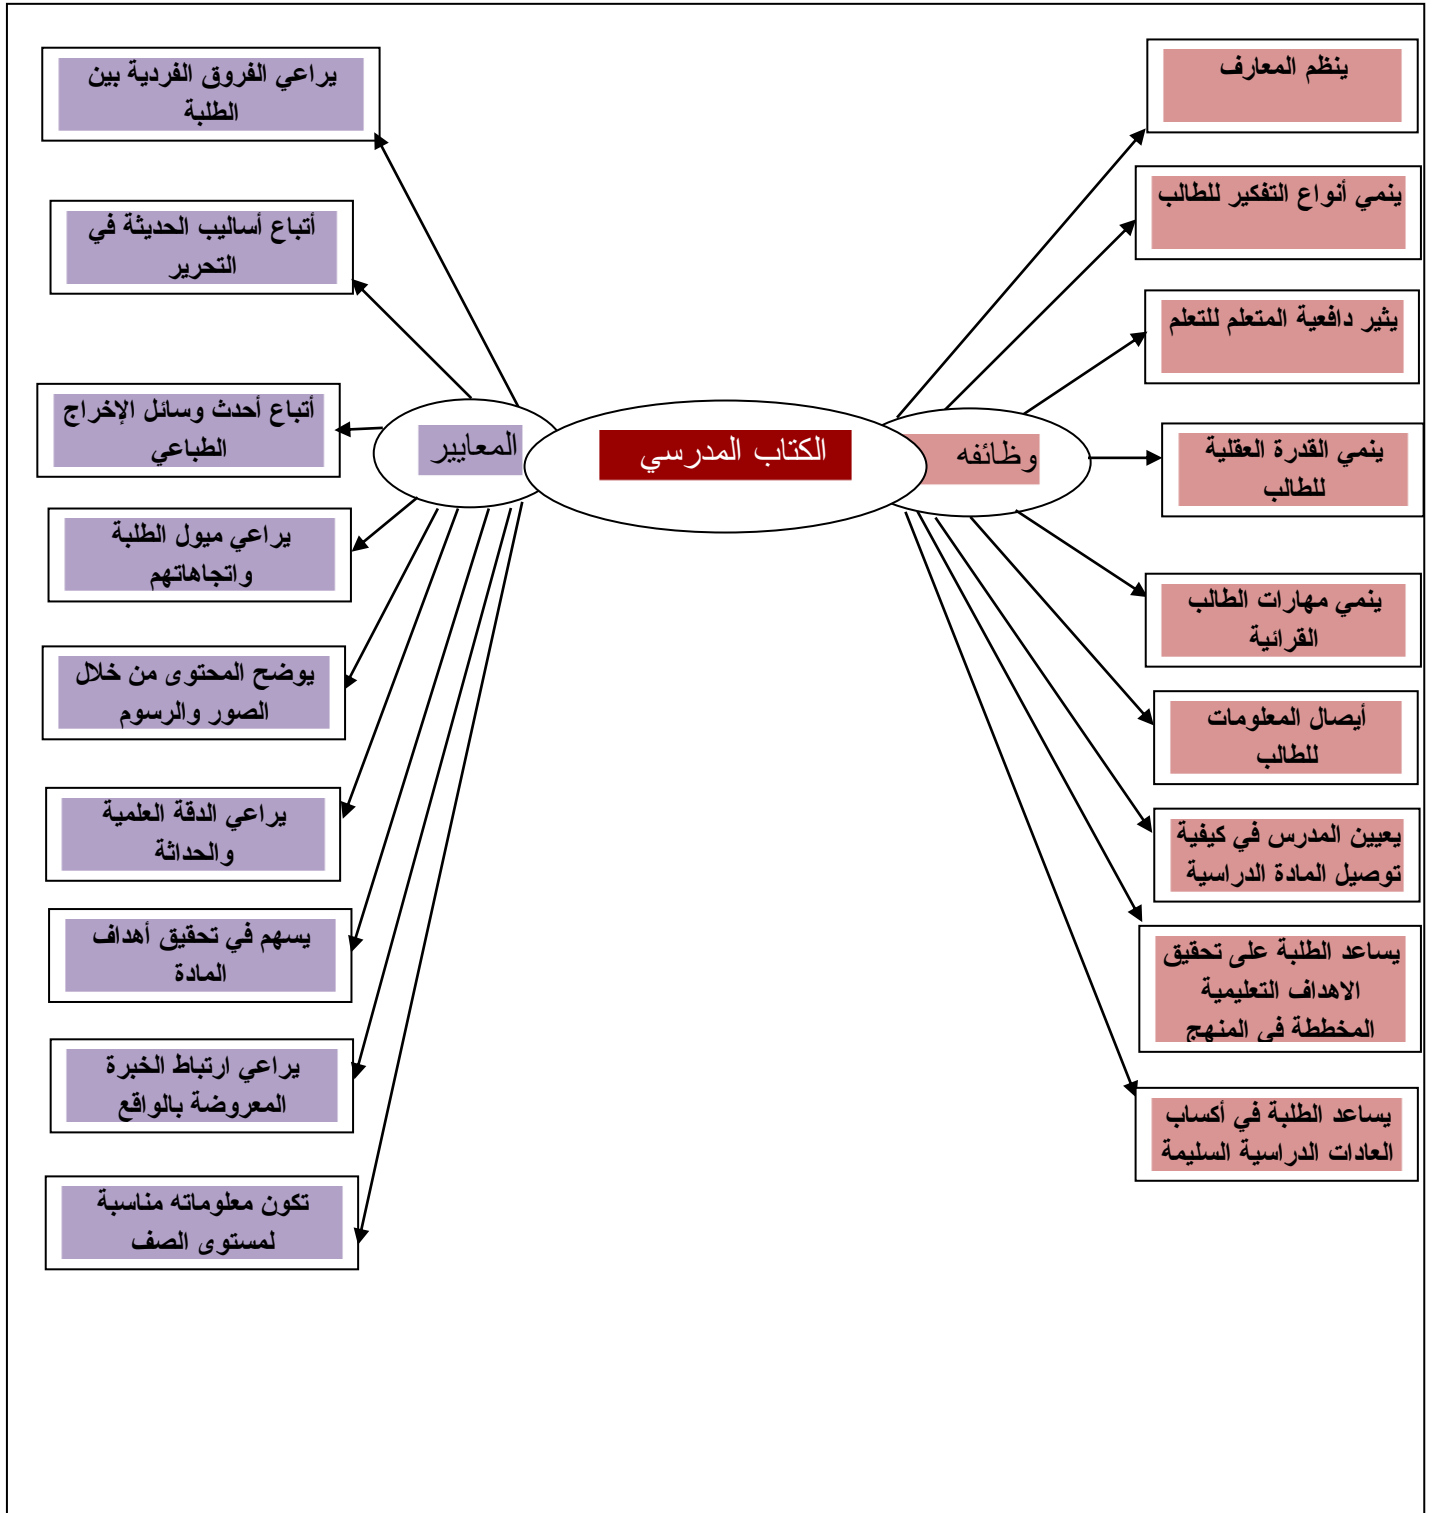 الكتاب المدرسي
وظائفه
ينظم المعارف
ينمي أنواع التفكير للطالب
يثير دافعية المتعلم للتعلم
ينمي القدرة العقلية
للطالب
ينمي مهارات الطالب
القرائية
أيصال المعلومات
للطالب
يعيين المدرس في كيفية
توصيل المادة الدراسية
يساعد الطلبة على تحقيق
الاهداف التعليمية
المخططة في المنهج
يساعد الطلبة في أكساب
العادات الدراسية السليمة
المعايير
يراعي الفروق الفردية بين
الطلبة
أتباع أساليب الحديثة في
التحرير
أتباع أحدث وسائل الإخراج
الطباعي
يراعي ميول الطلبة
واتجاهاتهم
يوضح المحتوى من خلال
الصور والرسوم
يراعي الدقة العلمية
والحداثة
يسهم في تحقيق أهداف
المادة
يراعي ارتباط الخبرة
المعروضة بالواقع
تكون معلوماته مناسبة
لمستوى الصف